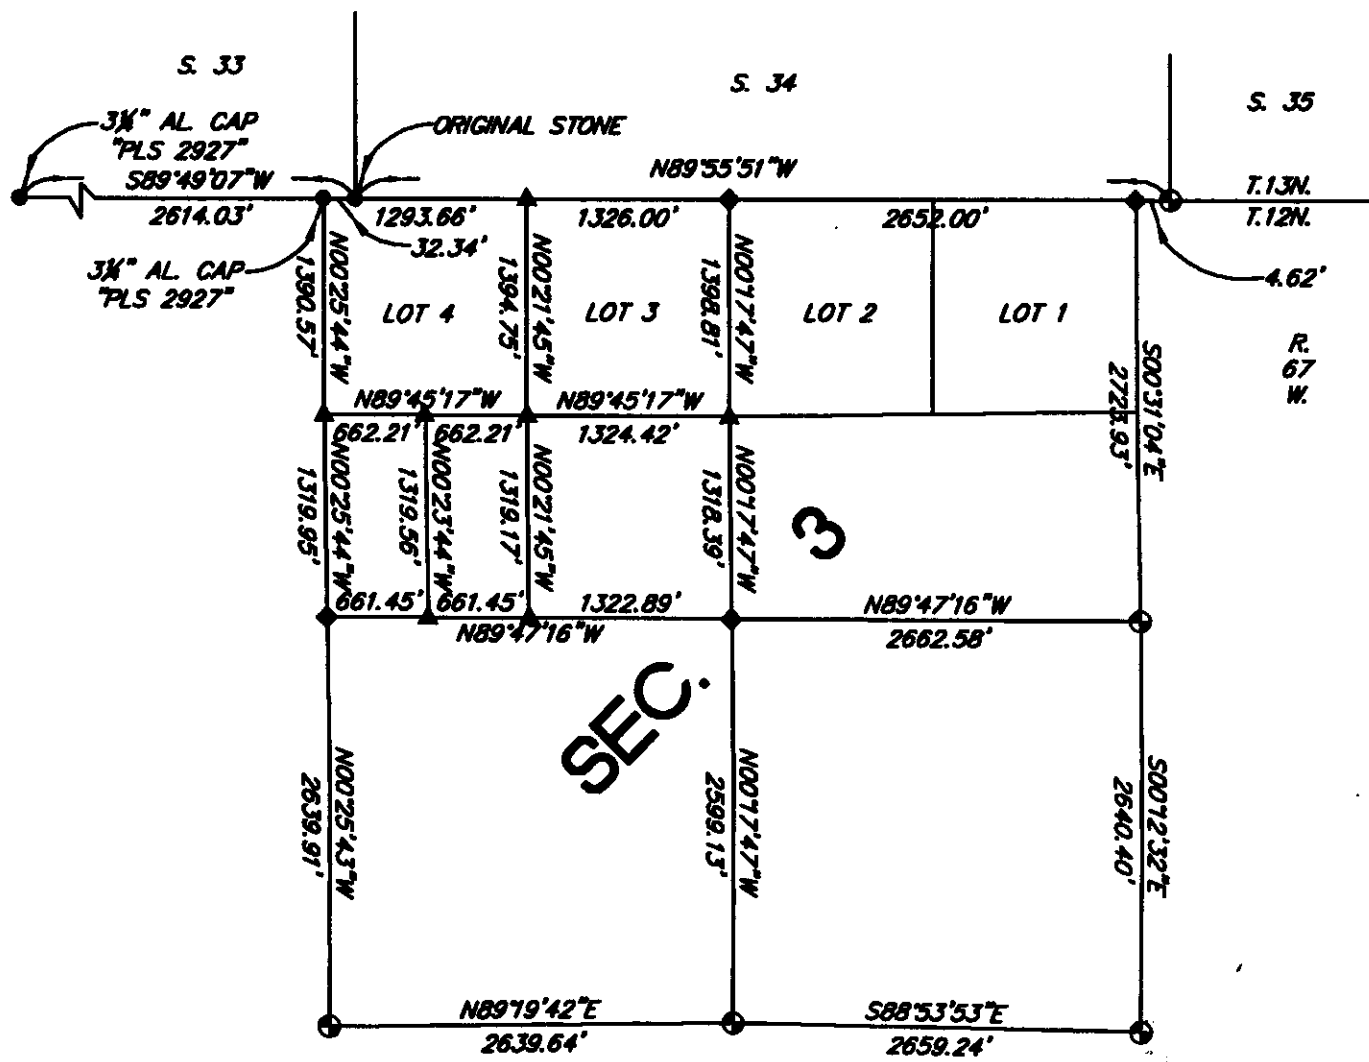 S. 33
S. 34
S. 35
3¼" AL. CAP
"PLS 2927"
ORIGINAL STONE
S89°49'07"W
2614.03'
N89°55'51"W
T.13N.
T.12N.
1293.66'
32.34'
1326.00'
2652.00'
4.62'
3¼" AL. CAP
"PLS 2927"
R.
67
W.
N00°25'44"W
1390.57'
LOT 4
N00°21'45"W
1394.75'
LOT 3
N00°17'47"W
1398.81'
LOT 2
LOT 1
S00°31'04"E
2723.93'
N89°45'17"W
662.21'
662.21'
N89°45'17"W
1324.42'
N00°25'44"W
1319.95'
N00°23'44"W
1319.56'
N00°21'45"W
1319.17'
N00°17'47"W
1318.39'
661.45'
661.45'
N89°47'16"W
1322.89'
N89°47'16"W
2662.58'
SEC. 3
N00°25'43"W
2639.91'
N00°17'47"W
2599.13'
S00°12'32"E
2640.40'
N89°19'42"E
2639.64'
S88°53'53"E
2659.24'